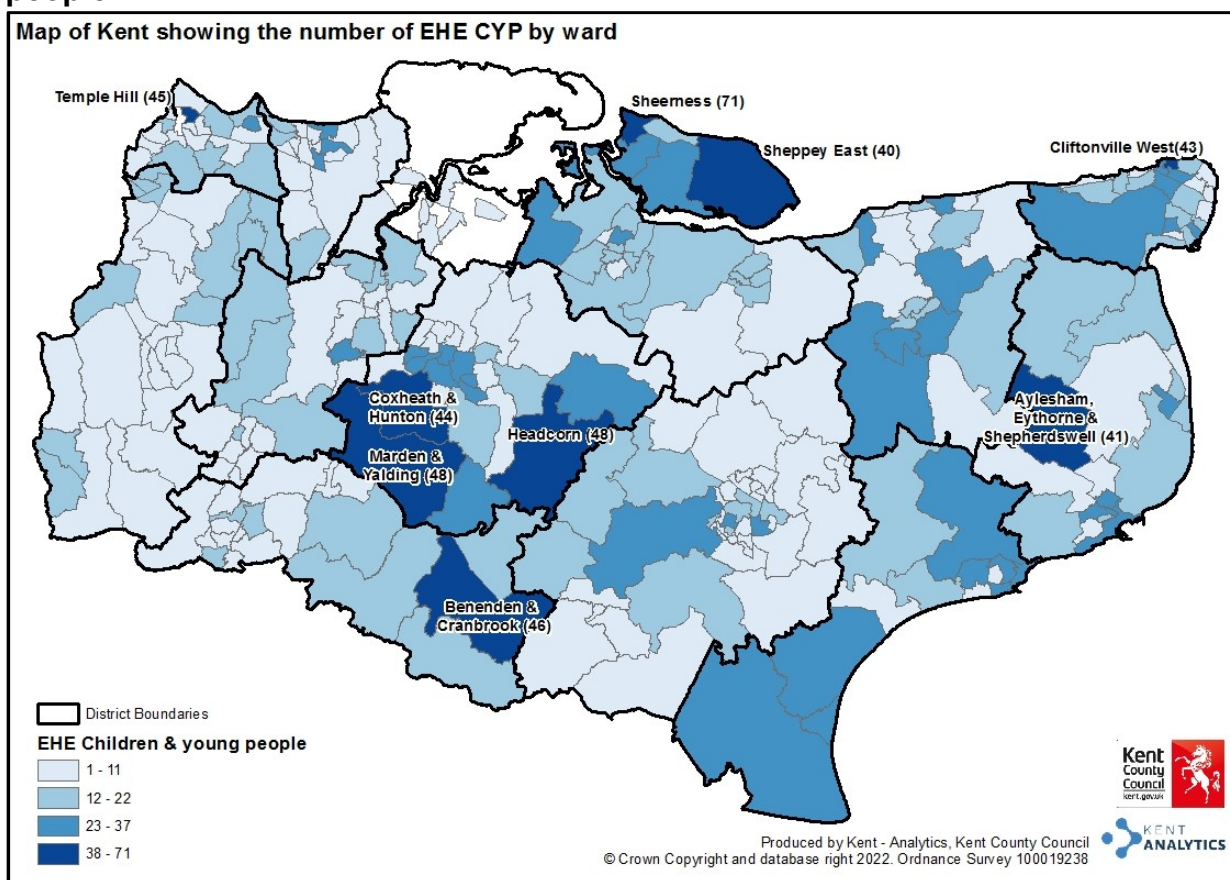 people
Map of Kent showing the number of EHE CYP by ward
Temple Hill (45)
Sheerness (71)
Sheppey East (40)
Cliftonville West(43)
Coxheath &
Hunton (44)
Headcorn (48)
Marden &
Yalding (48)
Aylesham,
Eythorne &
Shepherdswell (41)
Benenden &
Cranbrook (46)
District Boundaries
EHE Children & young people
1 - 11
12 - 22
23 - 37
38 - 71
Kent
County
Council
kent.gov.uk
KENT
ANALYTICS
Produced by Kent - Analytics, Kent County Council
© Crown Copyright and database right 2022. Ordnance Survey 100019238